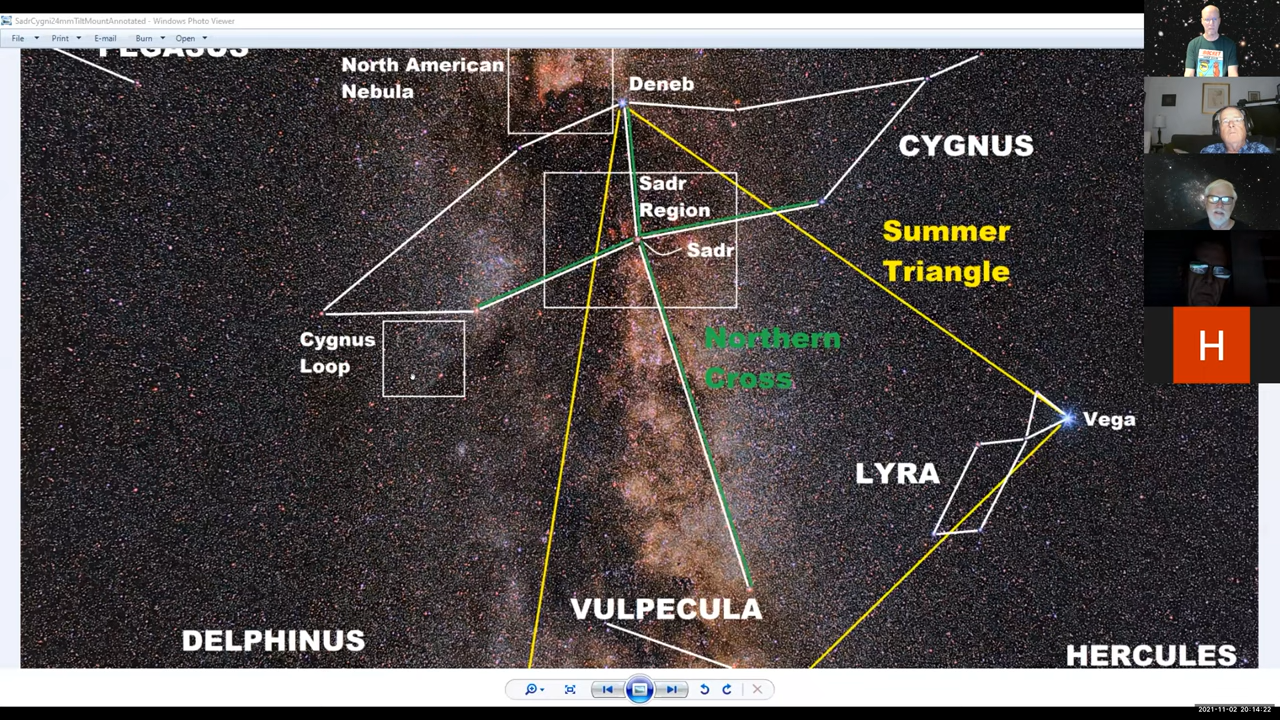 SadrCygni24mmTiltMountAnnotated - Windows Photo Viewer
File Print E-mail Burn Open
PEGASUS
North American
Nebula
Deneb
CYGNUS
Sadr
Region
Sadr
Summer
Triangle
Cygnus
Loop
Northern
Cross
Vega
LYRA
VULPECULA
DELPHINUS
HERCULES
H
ROCKET
2021-11-02 20:14:22